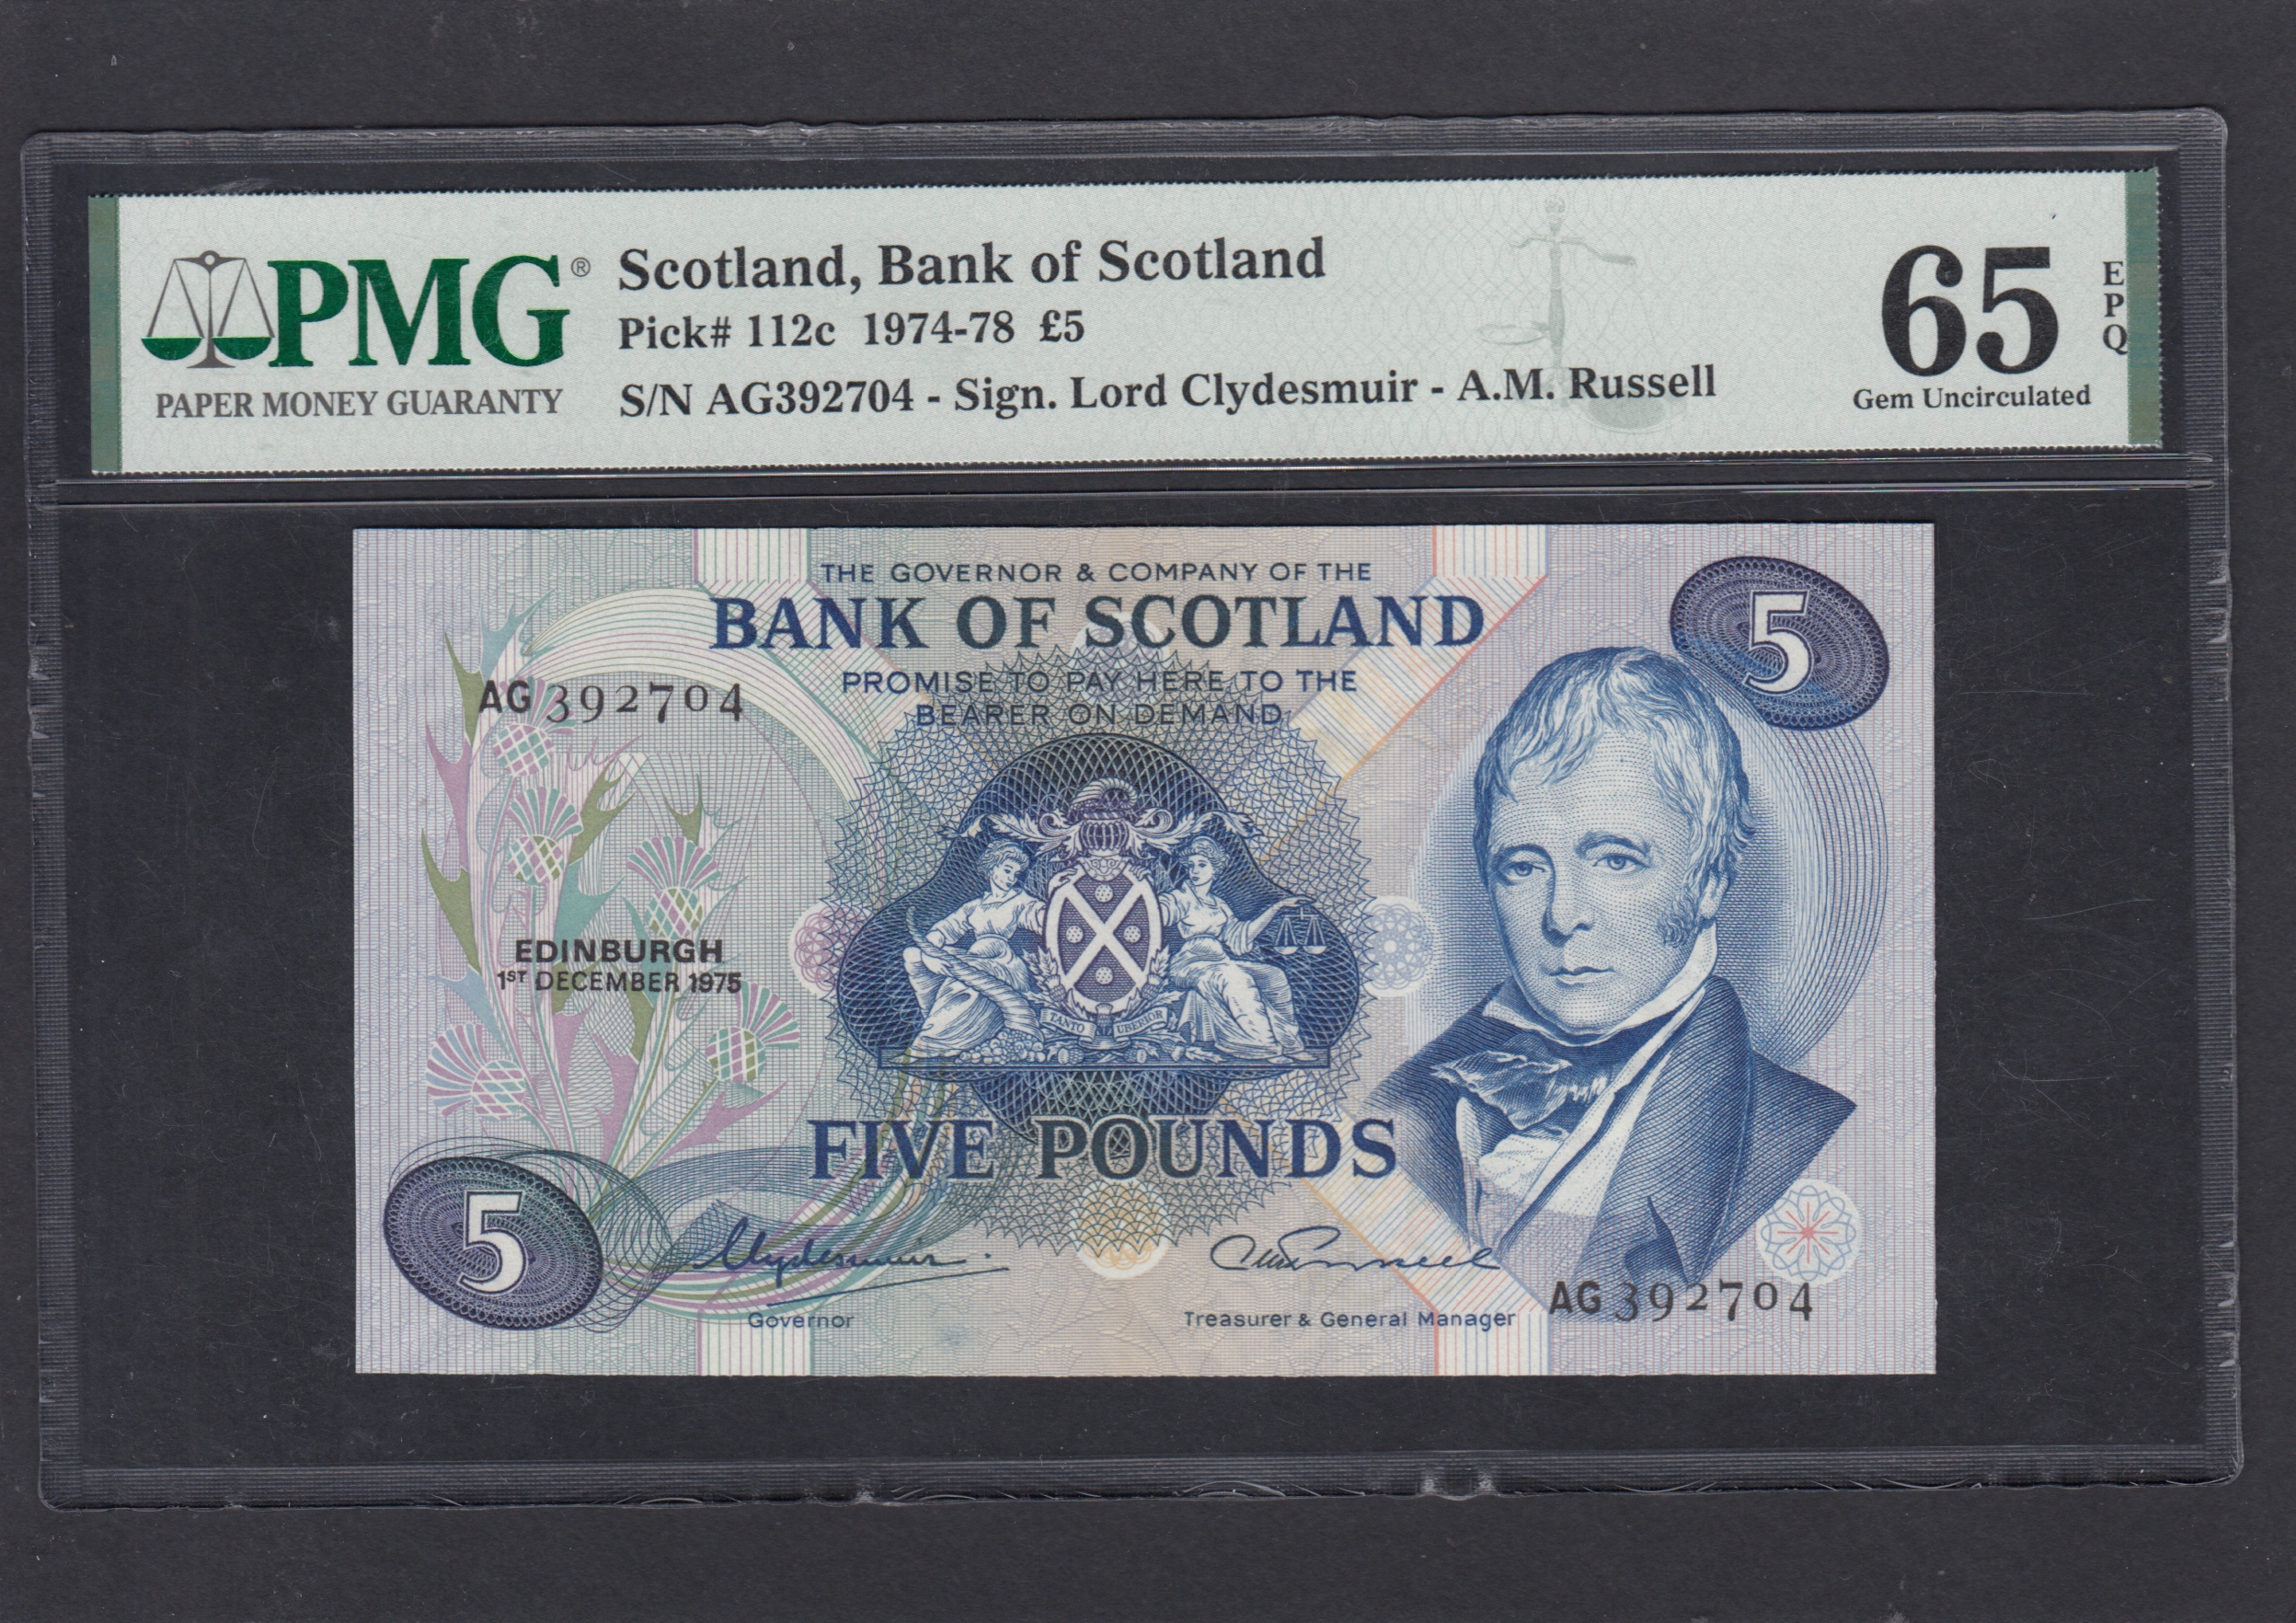 PMG®
PAPER MONEY GUARANTY
Scotland, Bank of Scotland
Pick# 112c 1974-78 £5
S/N AG392704 - Sign. Lord Clydesmuir - A.M. Russell
65
EPQ
Gem Uncirculated
THE GOVERNOR & COMPANY OF THE
BANK OF SCOTLAND
PROMISE TO PAY HERE TO THE
BEARER ON DEMAND
5
AG 392704
EDINBURGH
1ST DECEMBER 1975
TANTO UBERIOR
FIVE POUNDS
5
Clydesmuir
Governor
AM Russell
Treasurer & General Manager
AG 392704